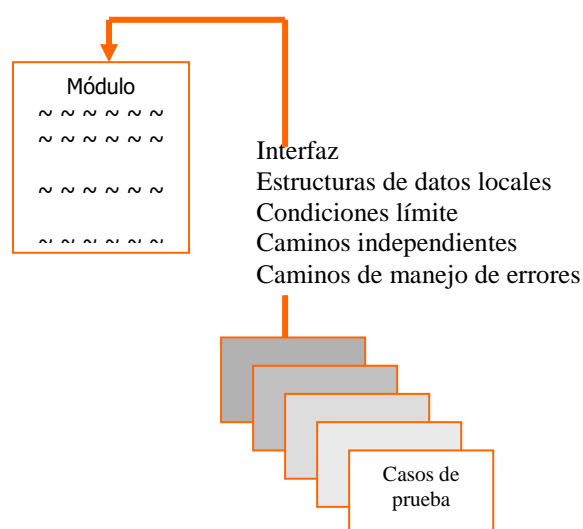 Módulo
~ ~ ~ ~ ~ ~
~ ~ ~ ~ ~ ~
~ ~ ~ ~ ~ ~
~ ~ ~ ~ ~ ~
Interfaz
Estructuras de datos locales
Condiciones límite
Caminos independientes
Caminos de manejo de errores
Casos de
prueba